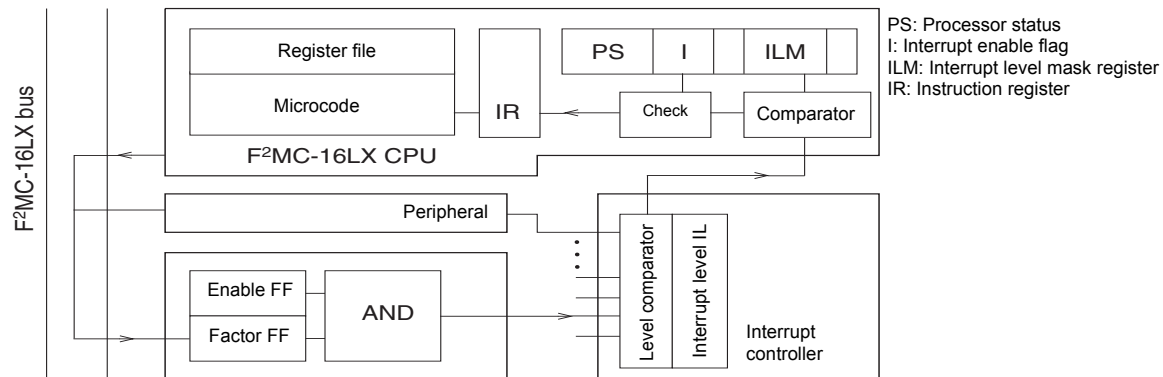 F²MC-16LX bus
Register file
Microcode
IR
PS I ILM
Check
Comparator
F²MC-16LX CPU
PS: Processor status
I: Interrupt enable flag
ILM: Interrupt level mask register
IR: Instruction register
Peripheral
Enable FF
Factor FF
AND
Level comparator
Interrupt level IL
Interrupt
controller